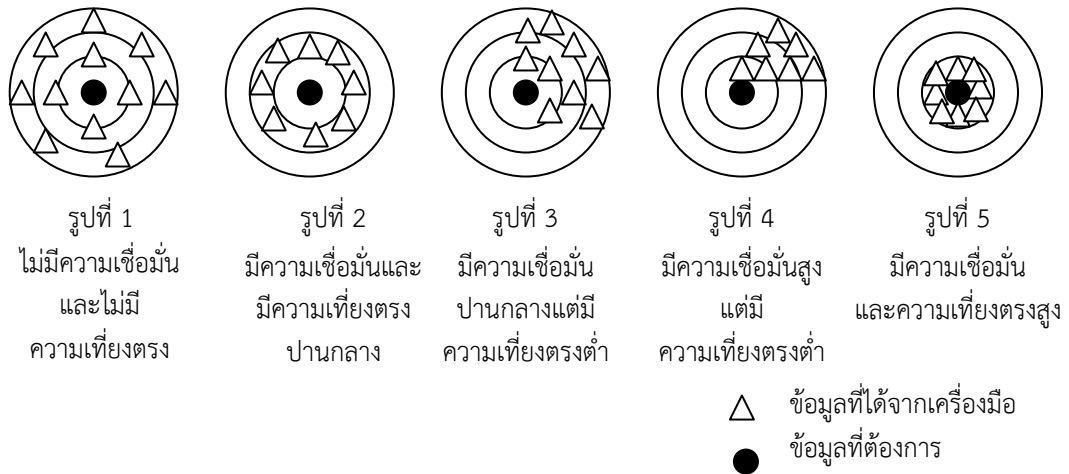 รูปที่ 1
ไม่มีความเชื่อมั่น
และไม่มี
ความเที่ยงตรง
รูปที่ 2
มีความเชื่อมั่นและ
มีความเที่ยงตรง
ปานกลาง
รูปที่ 3
มีความเชื่อมั่น
ปานกลางแต่มี
ความเที่ยงตรงต่ำ
รูปที่ 4
มีความเชื่อมั่นสูง
แต่มี
ความเที่ยงตรงต่ำ
รูปที่ 5
มีความเชื่อมั่น
และความเที่ยงตรงสูง
ข้อมูลที่ได้จากเครื่องมือ
ข้อมูลที่ต้องการ